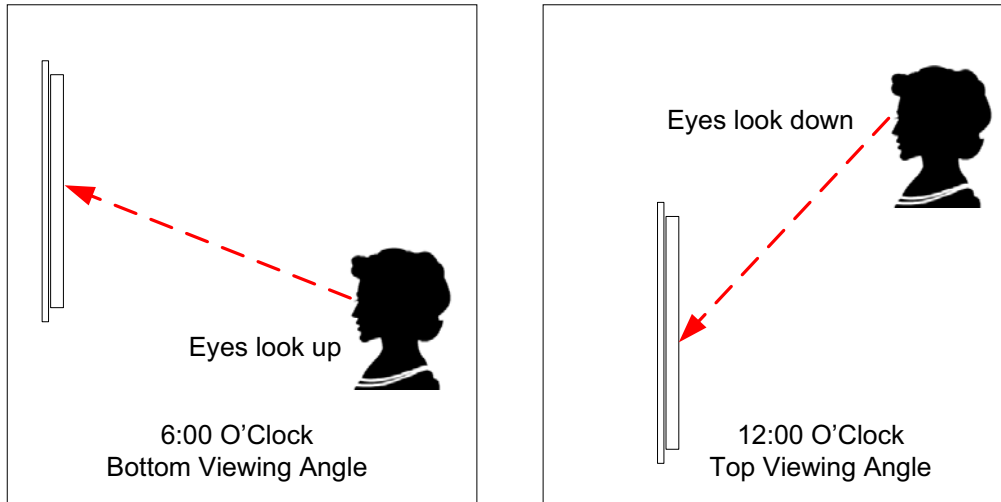 Eyes look up
6:00 O’Clock
Bottom Viewing Angle
Eyes look down
12:00 O’Clock
Top Viewing Angle